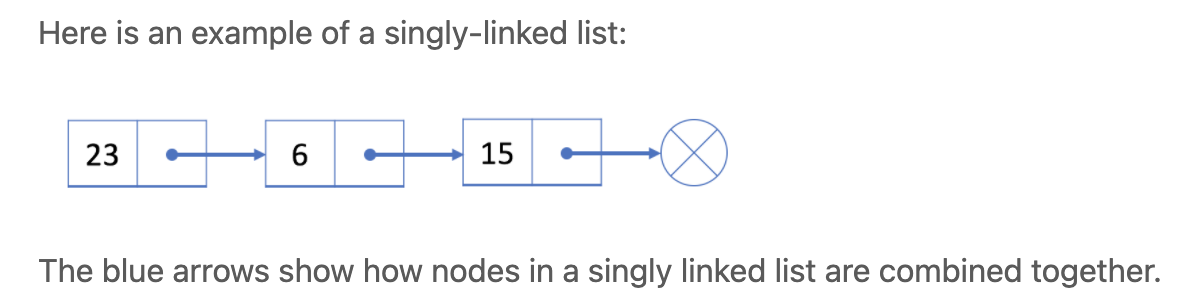 Here is an example of a singly-linked list:
23 6 15
The blue arrows show how nodes in a singly linked list are combined together.